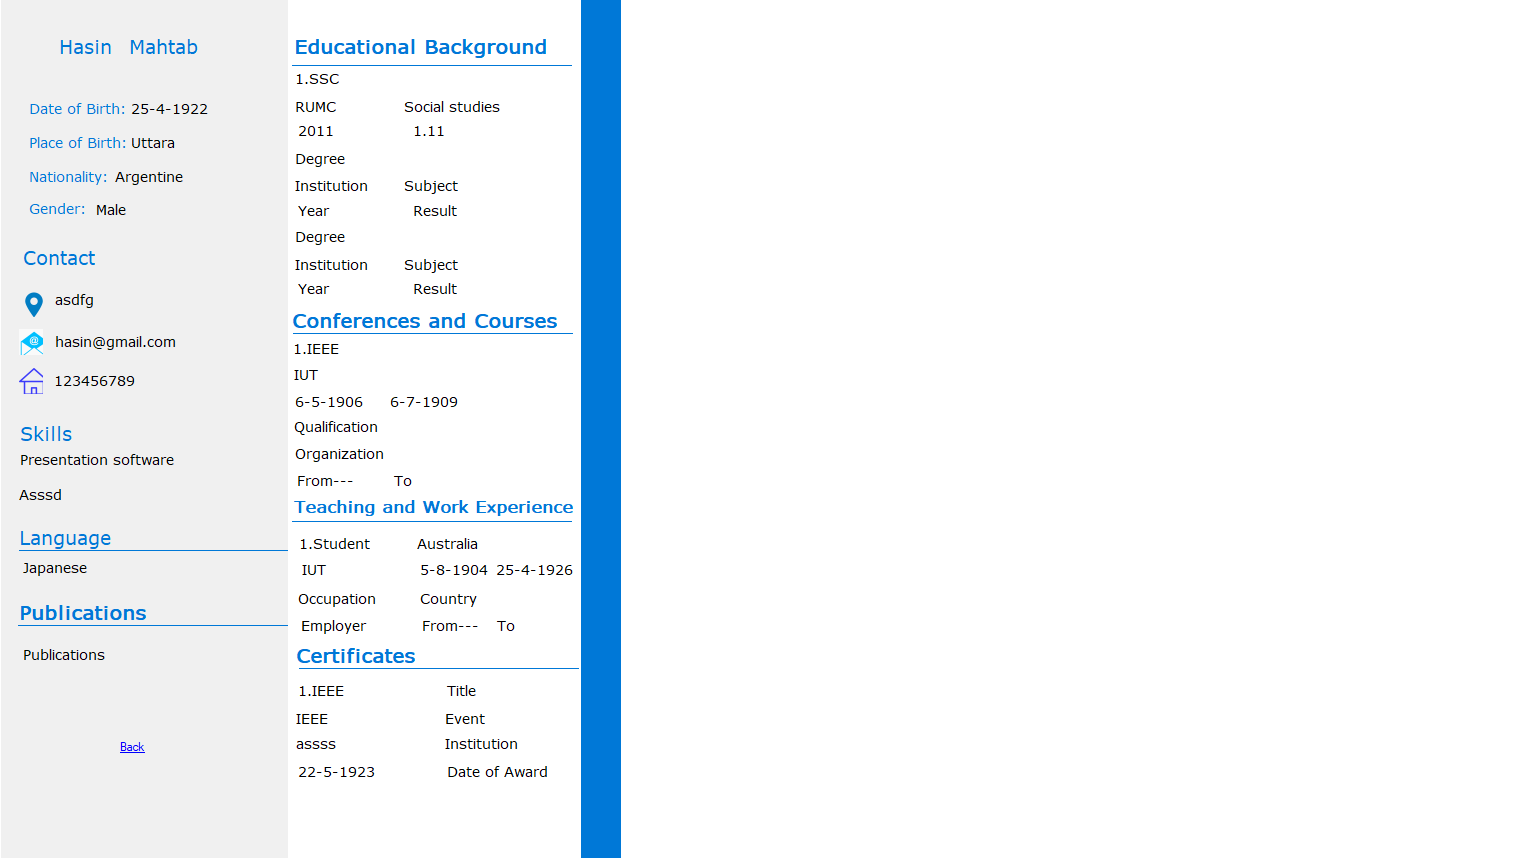 Hasin Mahtab
Date of Birth: 25-4-1922
Place of Birth: Uttara
Nationality: Argentine
Gender: Male
Contact
asdfg
@
hasin@gmail.com
123456789
Skills
Presentation software
Asssd
Language
Japanese
Publications
Publications
Back
Educational Background
1.SSC
RUMC Social studies
2011 1.11
Degree
Institution Subject
Year Result
Degree
Institution Subject
Year Result
Conferences and Courses
1.IEEE
IUT
6-5-1906 6-7-1909
Qualification
Organization
From--- To
Teaching and Work Experience
1.Student Australia
IUT 5-8-1904 25-4-1926
Occupation Country
Employer From--- To
Certificates
1.IEEE Title
IEEE Event
assss Institution
22-5-1923 Date of Award